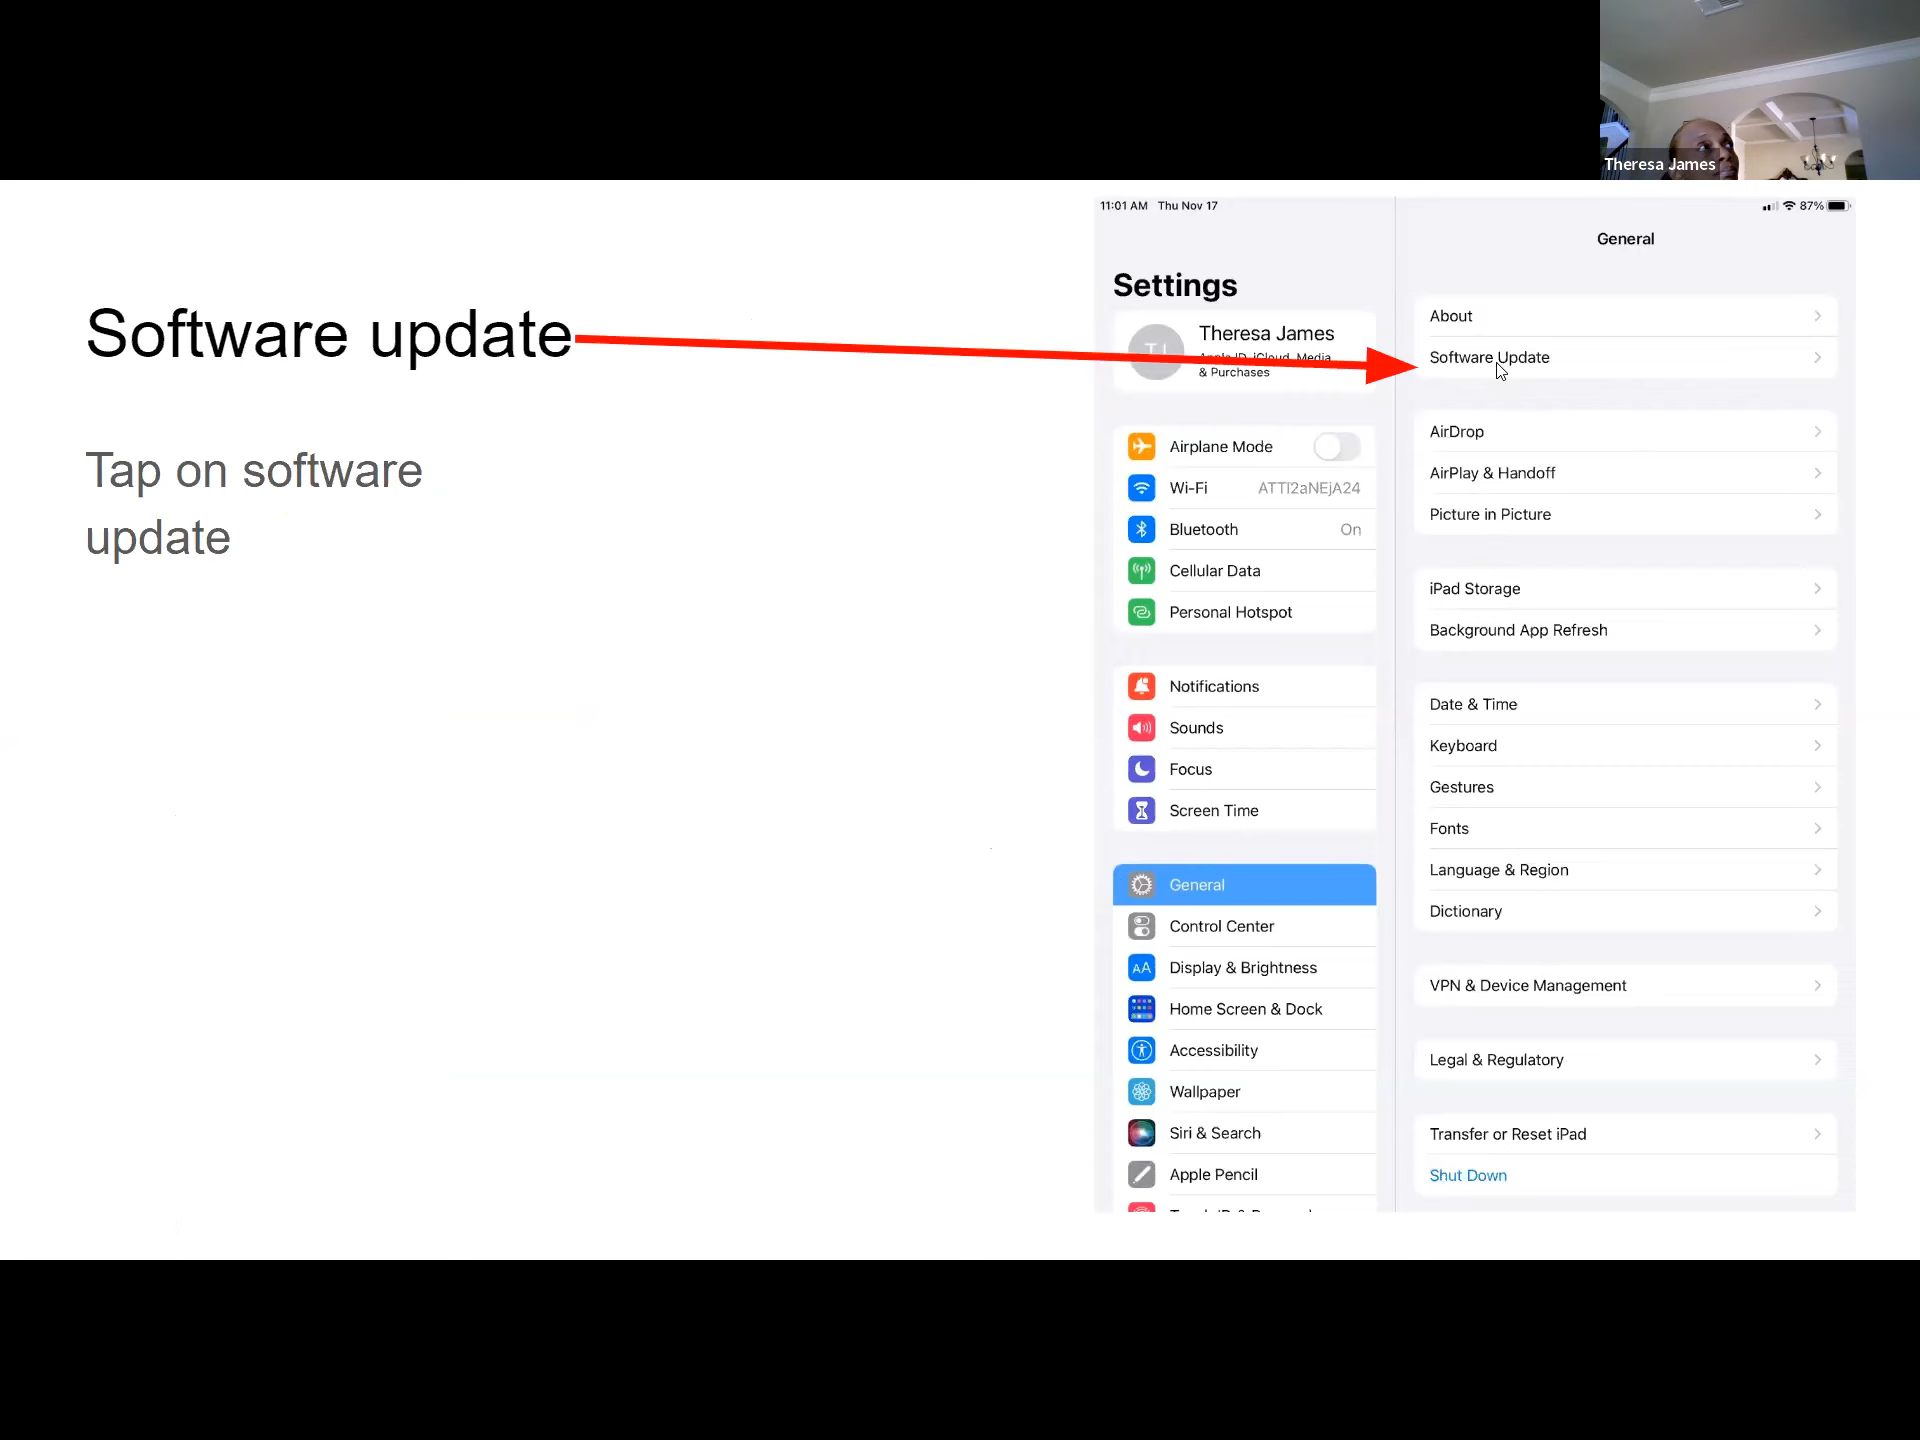 Theresa James
11:01 AM Thu Nov 17
87%
General
Settings
Software update
Theresa James
& Purchases
About
Software Update
Tap on software
update
Airplane Mode
Wi-Fi
Bluetooth On
Cellular Data
Personal Hotspot
Notifications
Sounds
Focus
Screen Time
General
Control Center
AA Display & Brightness
Home Screen & Dock
Accessibility
Wallpaper
Siri & Search
Apple Pencil
AirDrop
AirPlay & Handoff
Picture in Picture
iPad Storage
Background App Refresh
Date & Time
Keyboard
Gestures
Fonts
Language & Region
Dictionary
VPN & Device Management
Legal & Regulatory
Transfer or Reset iPad
Shut Down